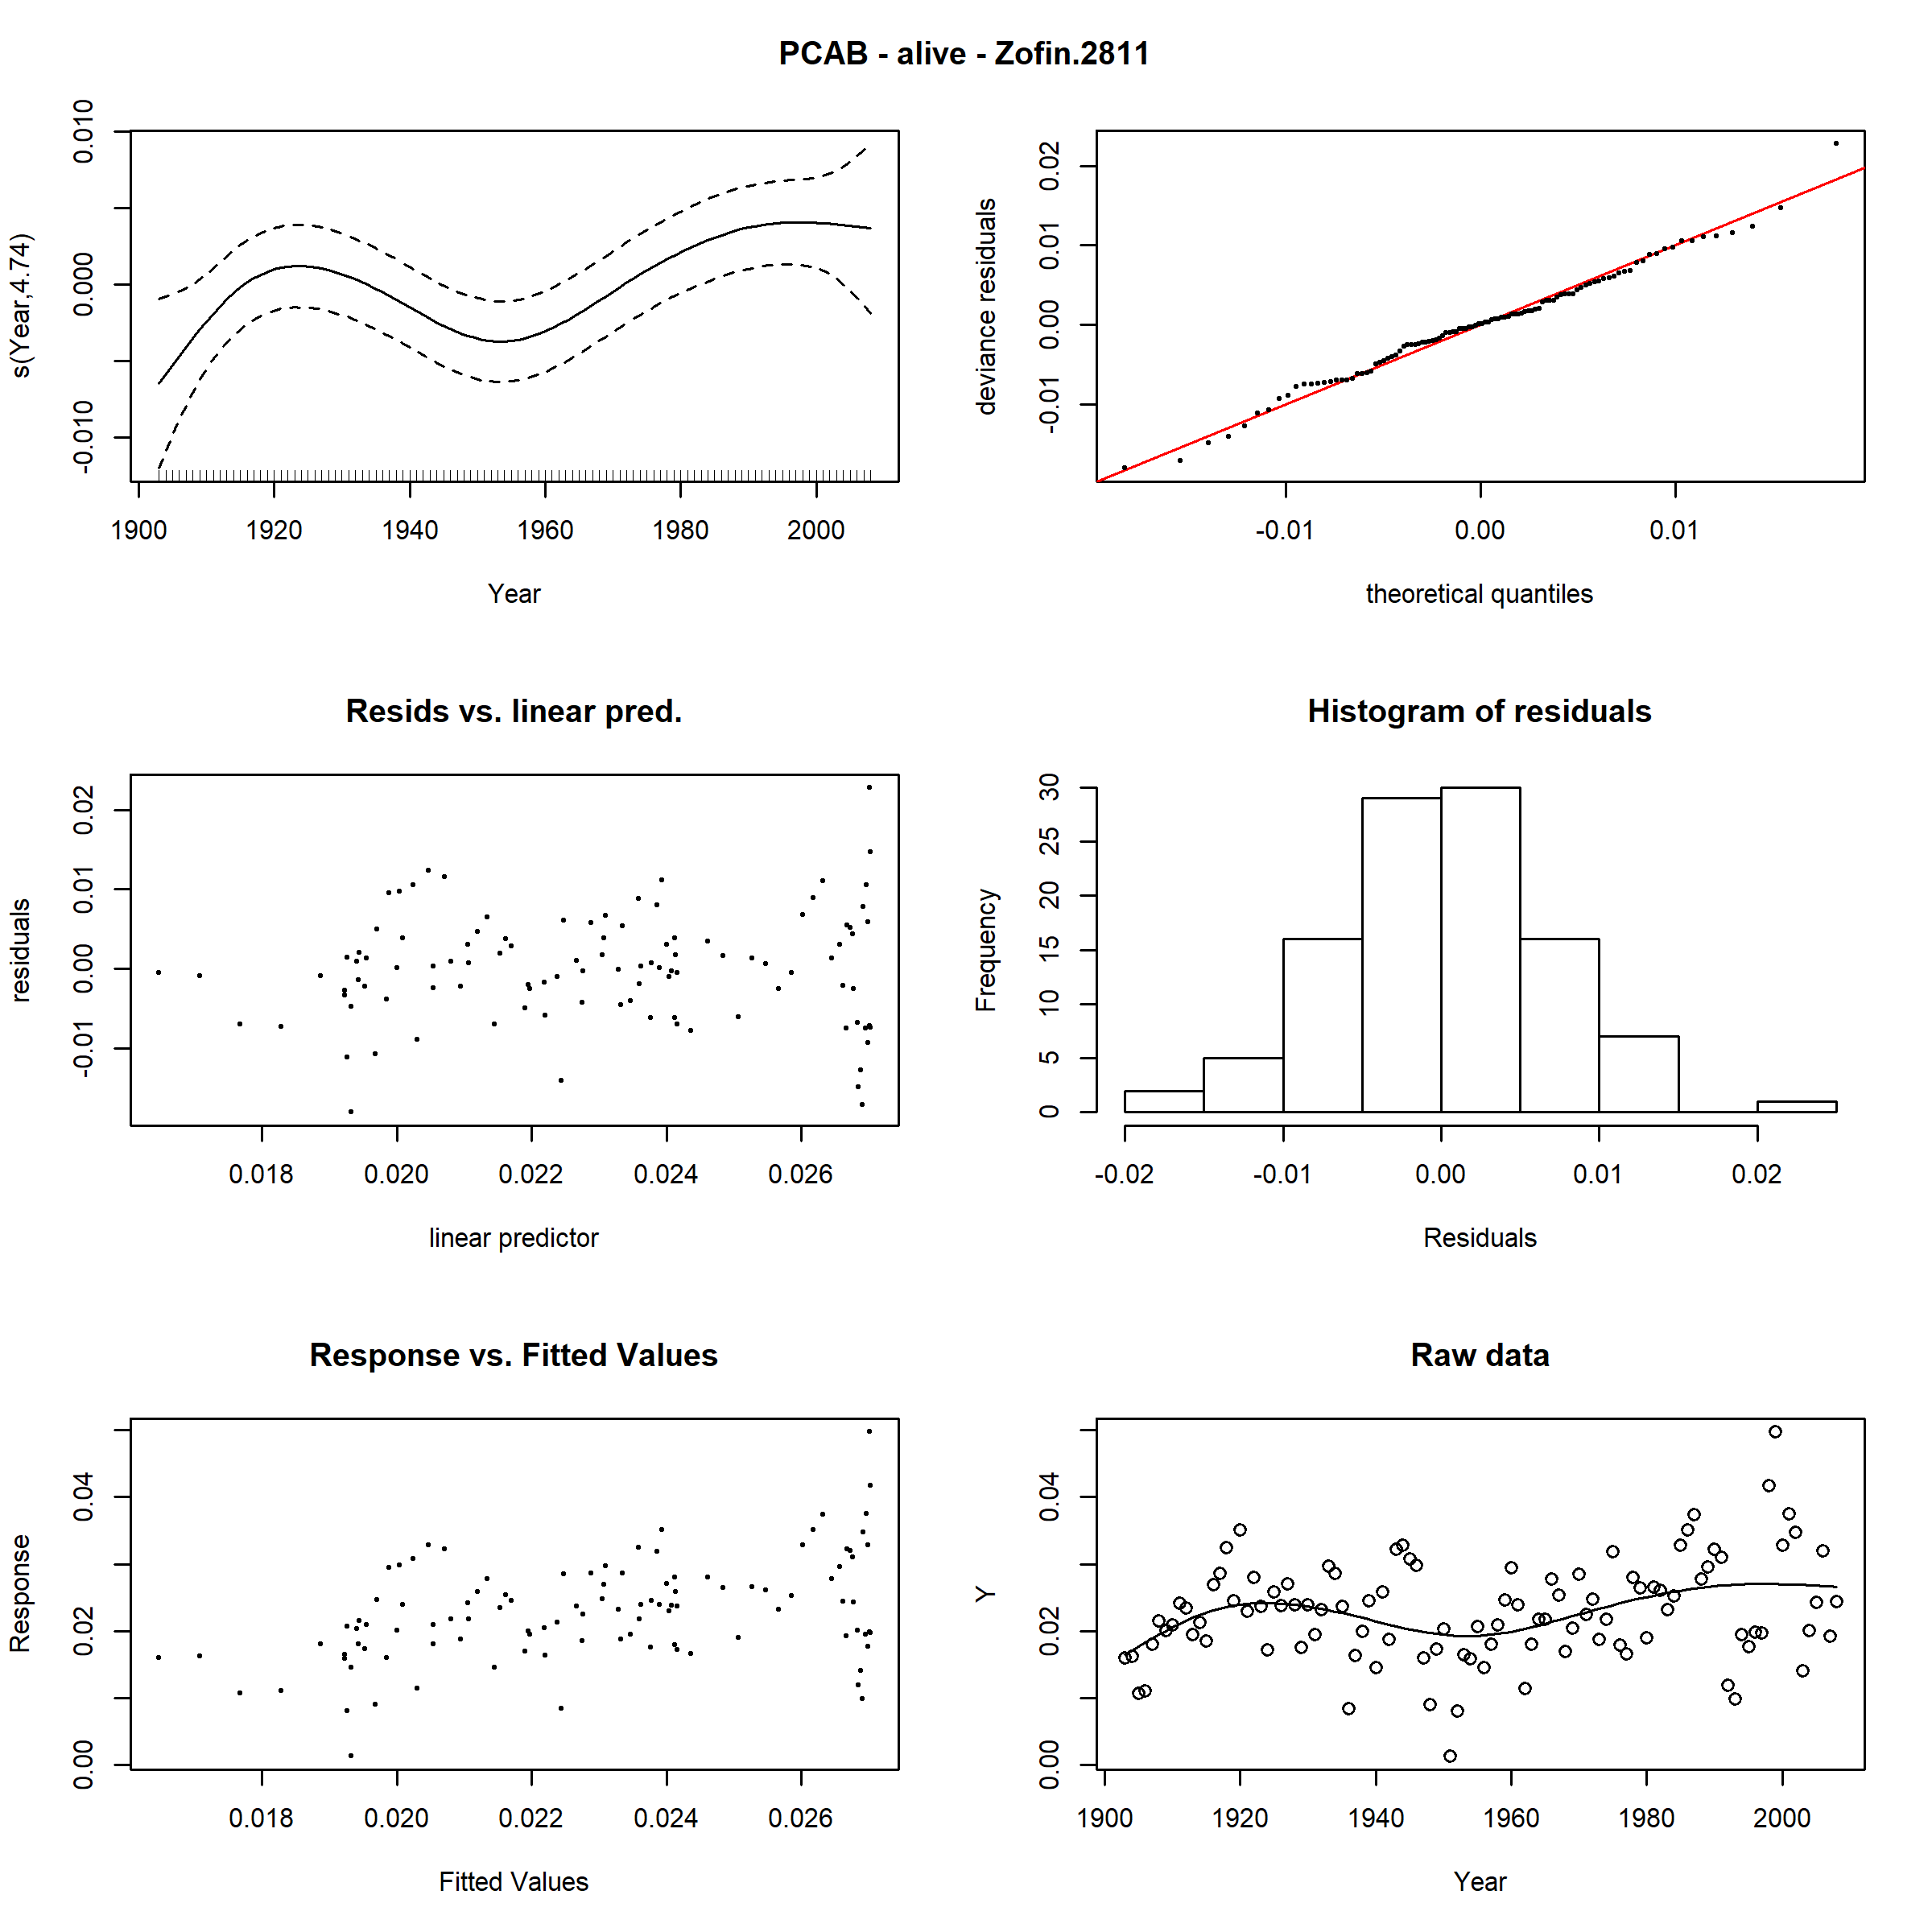 PCAB - alive - Zofin.2811
s(Year,4.74)
-0.010 0.000 0.010
1900 1920 1940 1960 1980 2000
Year
deviance residuals
-0.01 0.00 0.01 0.02
-0.01 0.00 0.01
theoretical quantiles
Resids vs. linear pred.
residuals
-0.01 0.00 0.01 0.02
0.018 0.020 0.022 0.024 0.026
linear predictor
Histogram of residuals
Frequency
0 5 10 15 20 25 30
-0.02 -0.01 0.00 0.01 0.02
Residuals
Response vs. Fitted Values
Response
0.00 0.02 0.04
0.018 0.020 0.022 0.024 0.026
Fitted Values
Raw data
Y
0.00 0.02 0.04
1900 1920 1940 1960 1980 2000
Year